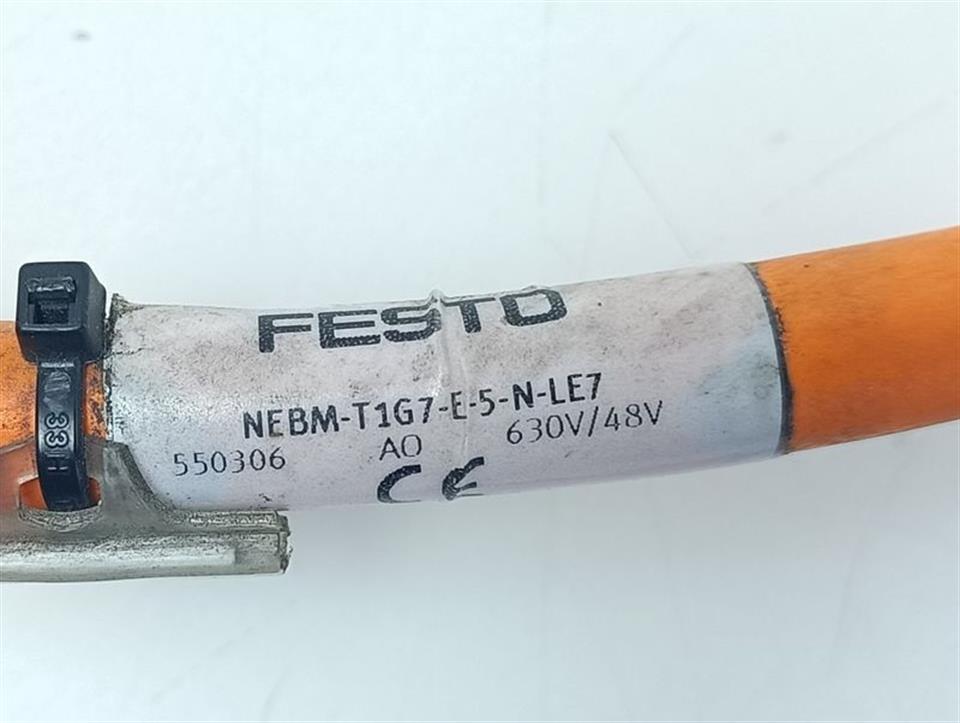 FESTO
NEBM-T1G7-E-5-N-LE7
550306 AO 630V/48V
CE